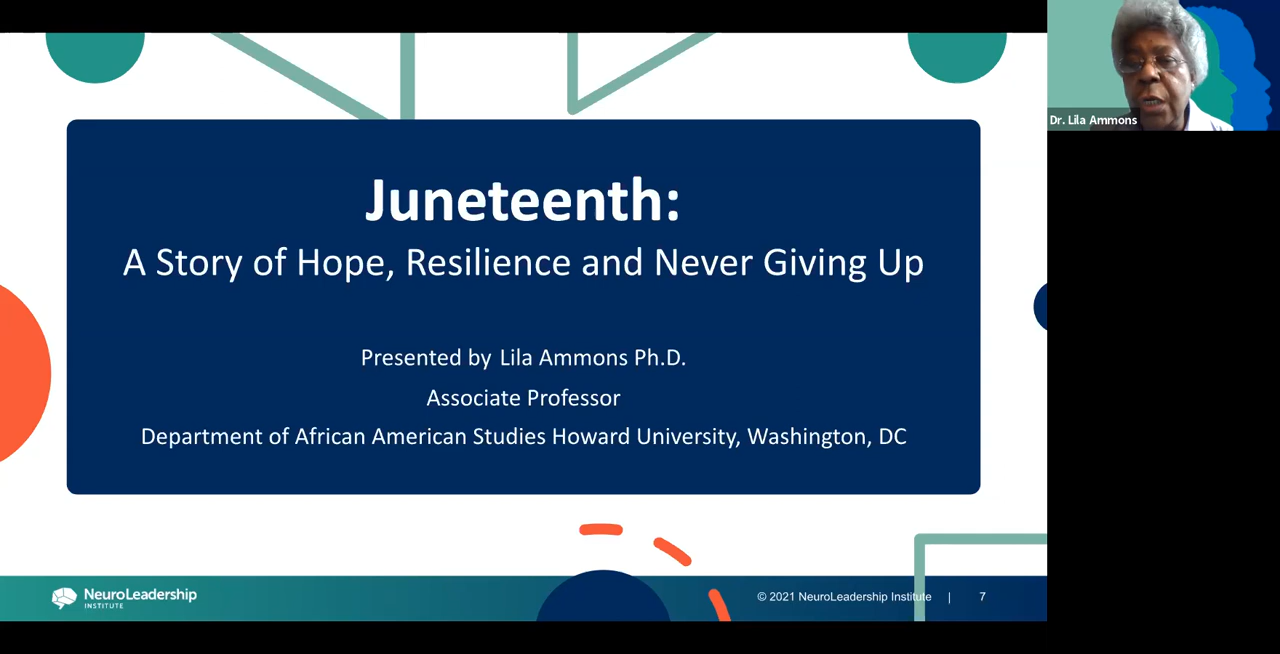 Juneteenth:
A Story of Hope, Resilience and Never Giving Up
Presented by Lila Ammons Ph.D.
Associate Professor
Department of African American Studies Howard University, Washington, DC
NeuroLeadership
INSTITUTE
© 2021 NeuroLeadership Institute | 7
Dr. Lila Ammons